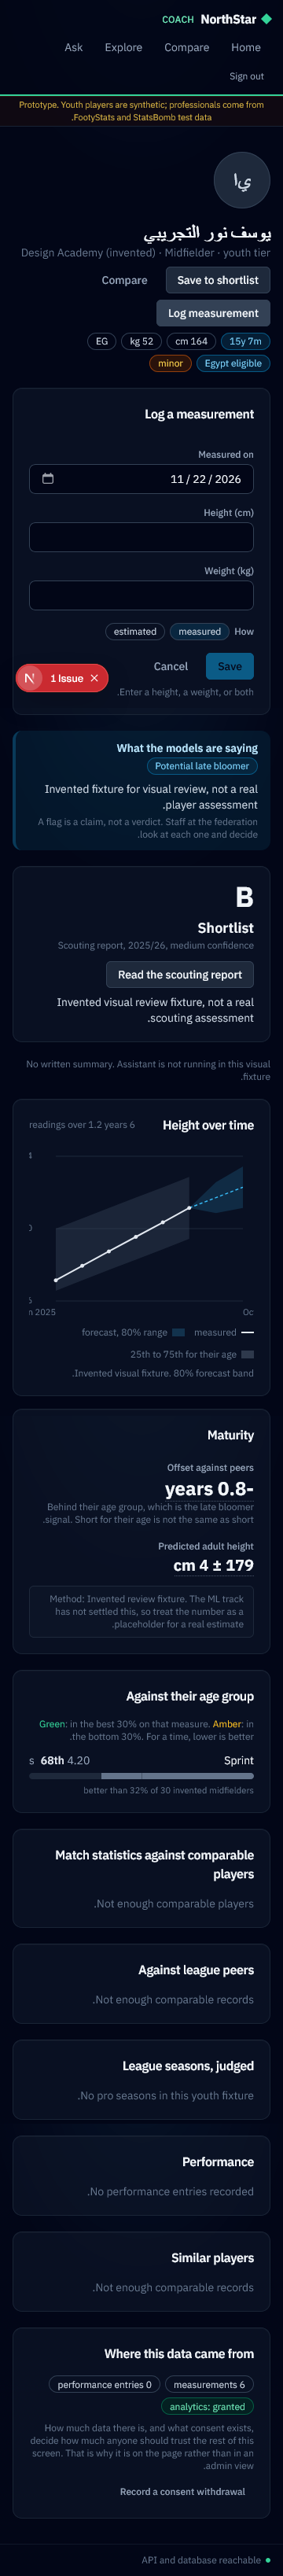 NorthStar COACH
Home Compare Explore Ask
Sign out
Prototype. Youth players are synthetic; professionals come from
FootyStats and StatsBomb test data.
يا
يوسف نور التجريبي
Design Academy (invented) · Midfielder · youth tier
Save to shortlist Compare
Log measurement
15y 7m 164 cm 52 kg EG
Egypt eligible minor
Log a measurement
Measured on
11 / 22 / 2026
Height (cm)
Weight (kg)
How measured estimated
Save Cancel
N 1 Issue ×
Enter a height, a weight, or both.
What the models are saying
Potential late bloomer
Invented fixture for visual review, not a real
player assessment.
A flag is a claim, not a verdict. Staff at the federation
look at each one and decide.
B
Shortlist
Scouting report, 2025/26, medium confidence
Read the scouting report
Invented visual review fixture, not a real
scouting assessment.
No written summary. Assistant is not running in this visual
fixture.
Height over time
6 readings over 1.2 years
2025
Oc
measured forecast, 80% range
25th to 75th for their age
Invented visual fixture. 80% forecast band.
Maturity
Offset against peers
-0.8 years
Behind their age group, which is the late bloomer
signal. Short for their age is not the same as short.
Predicted adult height
179 ± 4 cm
Method: Invented review fixture. The ML track
has not settled this, so treat the number as a
placeholder for a real estimate.
Against their age group
Green: in the best 30% on that measure. Amber: in
the bottom 30%. For a time, lower is better.
Sprint 4.20 s 68th
better than 32% of 30 invented midfielders
Match statistics against comparable
players
Not enough comparable players.
Against league peers
Not enough comparable records.
League seasons, judged
No pro seasons in this youth fixture.
Performance
No performance entries recorded.
Similar players
Not enough comparable records.
Where this data came from
6 measurements 0 performance entries
analytics: granted
How much data there is, and what consent exists,
decide how much anyone should trust the rest of this
screen. That is why it is on the page rather than in an
admin view.
Record a consent withdrawal
API and database reachable